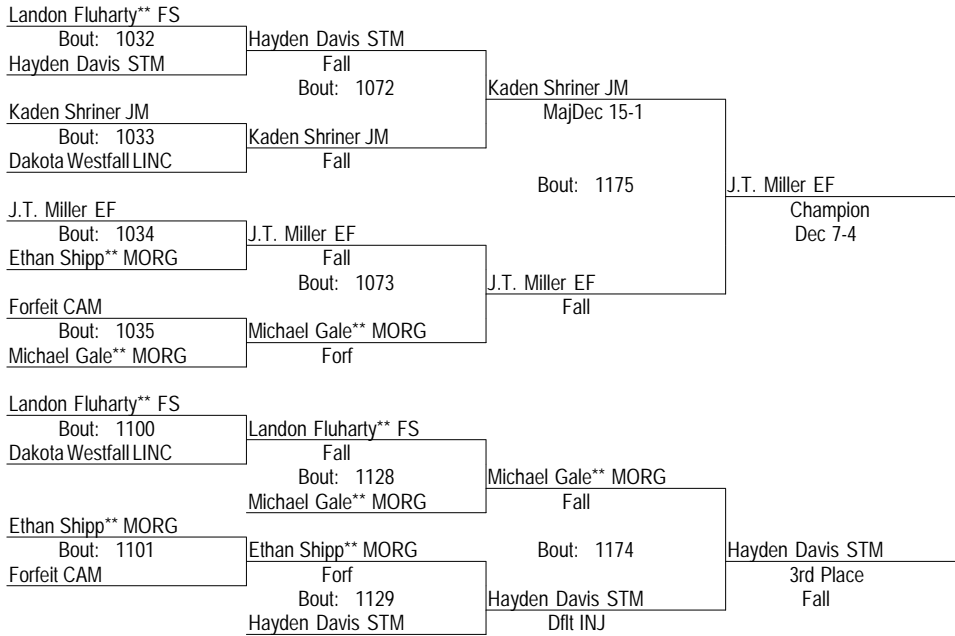 Landon Fluharty** FS
Bout: 1032
Hayden Davis STM
Hayden Davis STM
Fall
Bout: 1072
Kaden Shriner JM
MajDec 15-1
Kaden Shriner JM
Bout: 1033
Dakota Westfall LINC
Kaden Shriner JM
Fall
Bout: 1175
J.T. Miller EF
Champion
Dec 7-4
J.T. Miller EF
Bout: 1034
Ethan Shipp** MORG
J.T. Miller EF
Fall
Bout: 1073
J.T. Miller EF
Fall
Forfeit CAM
Bout: 1035
Michael Gale** MORG
Michael Gale** MORG
Forf
Landon Fluharty** FS
Bout: 1100
Dakota Westfall LINC
Landon Fluharty** FS
Fall
Bout: 1128
Michael Gale** MORG
Michael Gale** MORG
Fall
Ethan Shipp** MORG
Bout: 1101
Forfeit CAM
Ethan Shipp** MORG
Forf
Bout: 1129
Hayden Davis STM
Bout: 1174
Hayden Davis STM
Dflt INJ
Hayden Davis STM
3rd Place
Fall